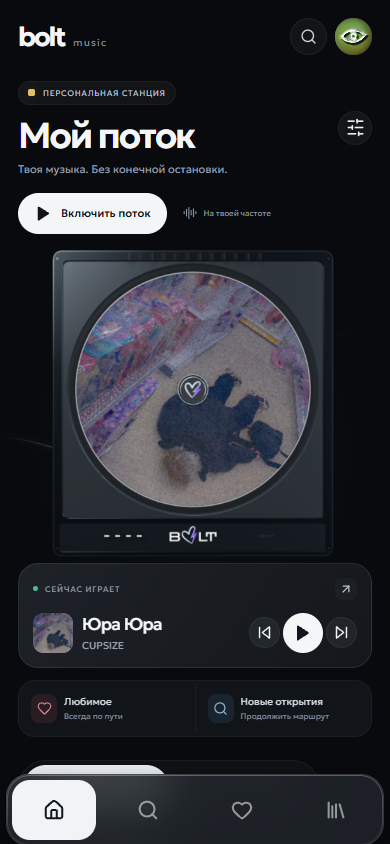 bolt music
ПЕРСОНАЛЬНАЯ СТАНЦИЯ
Мой поток
Твоя музыка. Без конечной остановки.
Включить поток
На твоей частоте
BOLT
СЕЙЧАС ИГРАЕТ
Юра Юра
CUPSIZE
Любимое
Всегда по пути
Новые открытия
Продолжить маршрут